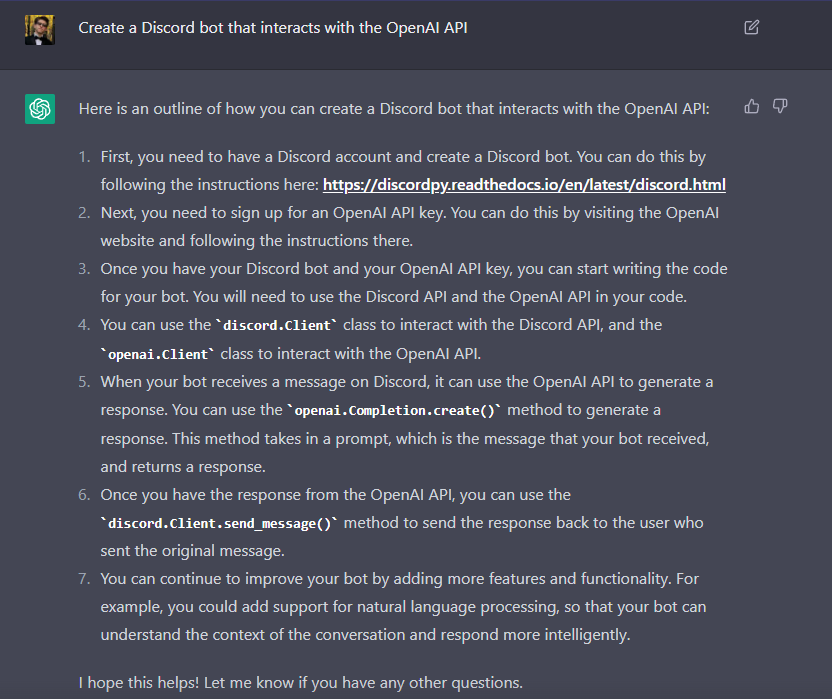 Create a Discord bot that interacts with the OpenAI API
Here is an outline of how you can create a Discord bot that interacts with the OpenAI API:
1. First, you need to have a Discord account and create a Discord bot. You can do this by
following the instructions here: https://discordpy.readthedocs.io/en/latest/discord.html
2. Next, you need to sign up for an OpenAI API key. You can do this by visiting the OpenAI
website and following the instructions there.
3. Once you have your Discord bot and your OpenAI API key, you can start writing the code
for your bot. You will need to use the Discord API and the OpenAI API in your code.
4. You can use the `discord.Client` class to interact with the Discord API, and the
`openai.Client` class to interact with the OpenAI API.
5. When your bot receives a message on Discord, it can use the OpenAI API to generate a
response. You can use the `openai.Completion.create()` method to generate a
response. This method takes in a prompt, which is the message that your bot received,
and returns a response.
6. Once you have the response from the OpenAI API, you can use the
`discord.Client.send_message()` method to send the response back to the user who
sent the original message.
7. You can continue to improve your bot by adding more features and functionality. For
example, you could add support for natural language processing, so that your bot can
understand the context of the conversation and respond more intelligently.
I hope this helps! Let me know if you have any other questions.